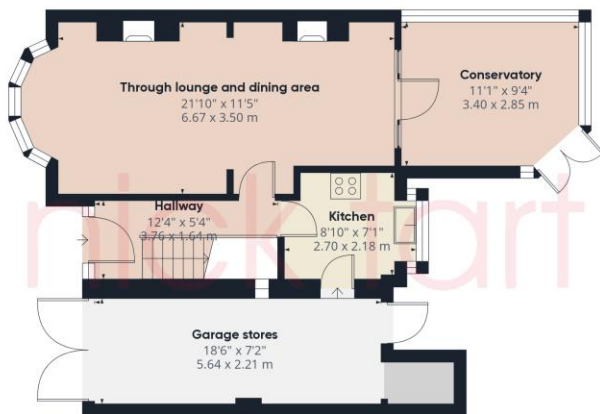 Through lounge and dining area
21'10" x 11'5"
6.67 x 3.50 m
Conservatory
11'1" x 9'4"
3.40 x 2.85 m
Hallway
12'4" x 5'4"
3.76 x 1.64 m
Kitchen
8'10" x 7'1"
2.70 x 2.18 m
nick tart
Garage stores
18'6" x 7'2"
5.64 x 2.21 m